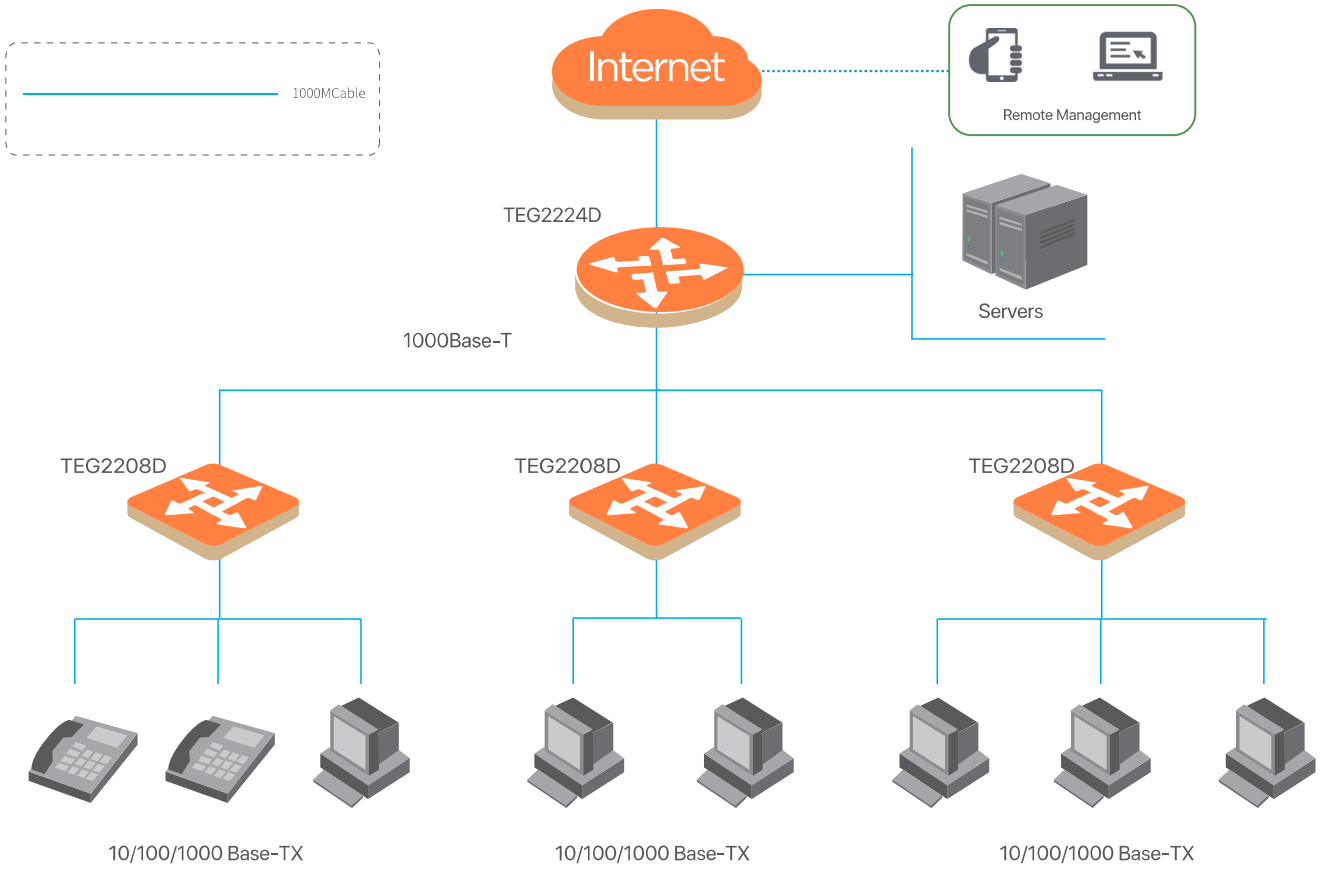 Internet
1000MCable
Remote Management
TEG2224D
Servers
1000Base-T
TEG2208D
TEG2208D
TEG2208D
10/100/1000 Base-TX
10/100/1000 Base-TX
10/100/1000 Base-TX